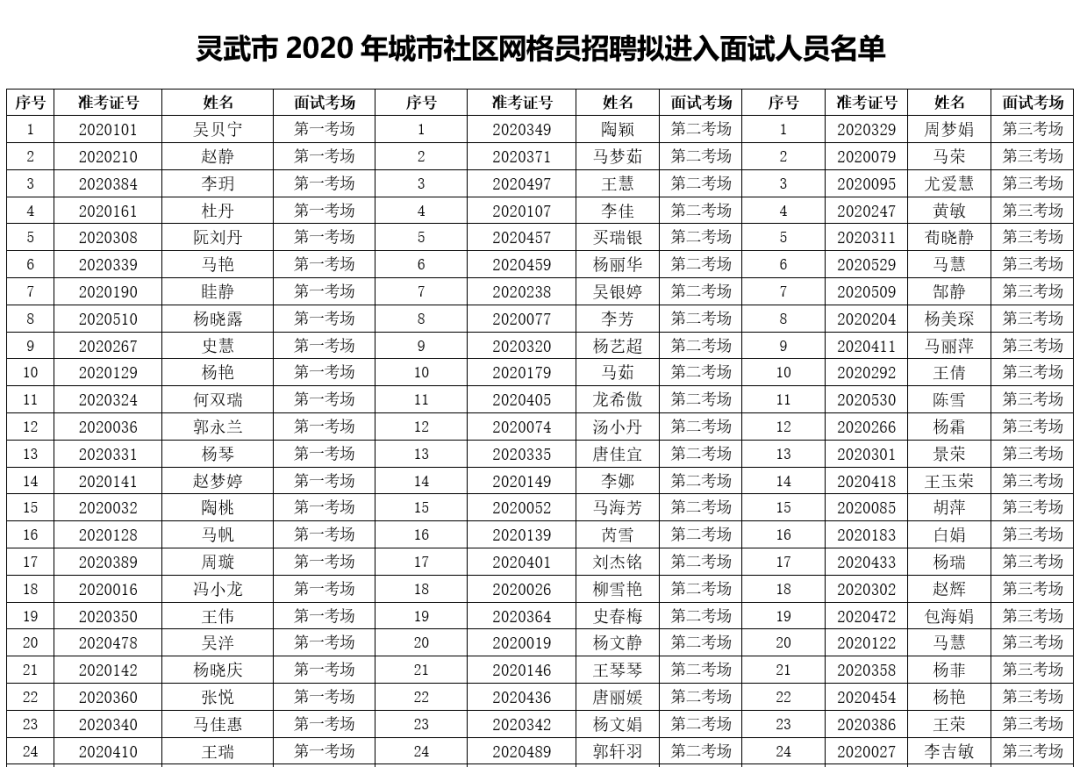 灵武市 2020 年城市社区网格员招聘拟进入面试人员名单
序号 准考证号 姓名 面试考场 序号 准考证号 姓名 面试考场 序号 准考证号 姓名 面试考场
1 2020101 吴贝宁 第一考场 1 2020349 陶颖 第二考场 1 2020329 周梦娟 第三考场
2 2020210 赵静 第一考场 2 2020371 马梦茹 第二考场 2 2020079 马荣 第三考场
3 2020384 李玥 第一考场 3 2020497 王慧 第二考场 3 2020095 尤爱慧 第三考场
4 2020161 杜丹 第一考场 4 2020107 李佳 第二考场 4 2020247 黄敏 第三考场
5 2020308 阮刘丹 第一考场 5 2020457 买瑞银 第二考场 5 2020311 荀晓静 第三考场
6 2020339 马艳 第一考场 6 2020459 杨丽华 第二考场 6 2020529 马慧 第三考场
7 2020190 眭静 第一考场 7 2020238 吴银婷 第二考场 7 2020509 郜静 第三考场
8 2020510 杨晓露 第一考场 8 2020077 李芳 第二考场 8 2020204 杨美琛 第三考场
9 2020267 史慧 第一考场 9 2020320 杨艺超 第二考场 9 2020411 马丽萍 第三考场
10 2020129 杨艳 第一考场 10 2020179 马茹 第二考场 10 2020292 王倩 第三考场
11 2020324 何双瑞 第一考场 11 2020405 龙希傲 第二考场 11 2020530 陈雪 第三考场
12 2020036 郭永兰 第一考场 12 2020074 汤小丹 第二考场 12 2020266 杨霜 第三考场
13 2020331 杨琴 第一考场 13 2020335 唐佳宜 第二考场 13 2020301 景荣 第三考场
14 2020141 赵梦婷 第一考场 14 2020149 李娜 第二考场 14 2020418 王玉荣 第三考场
15 2020032 陶桃 第一考场 15 2020052 马海芳 第二考场 15 2020085 胡萍 第三考场
16 2020128 马帆 第一考场 16 2020139 芮雪 第二考场 16 2020183 白娟 第三考场
17 2020389 周璇 第一考场 17 2020401 刘杰铭 第二考场 17 2020433 杨瑞 第三考场
18 2020016 冯小龙 第一考场 18 2020026 柳雪艳 第二考场 18 2020302 赵辉 第三考场
19 2020350 王伟 第一考场 19 2020364 史春梅 第二考场 19 2020472 包海娟 第三考场
20 2020478 吴洋 第一考场 20 2020019 杨文静 第二考场 20 2020122 马慧 第三考场
21 2020142 杨晓庆 第一考场 21 2020146 王琴琴 第二考场 21 2020358 杨菲 第三考场
22 2020360 张悦 第一考场 22 2020436 唐丽媛 第二考场 22 2020454 杨艳 第三考场
23 2020340 马佳惠 第一考场 23 2020342 杨文娟 第二考场 23 2020386 王荣 第三考场
24 2020410 王瑞 第一考场 24 2020489 郭轩羽 第二考场 24 2020027 李吉敏 第三考场